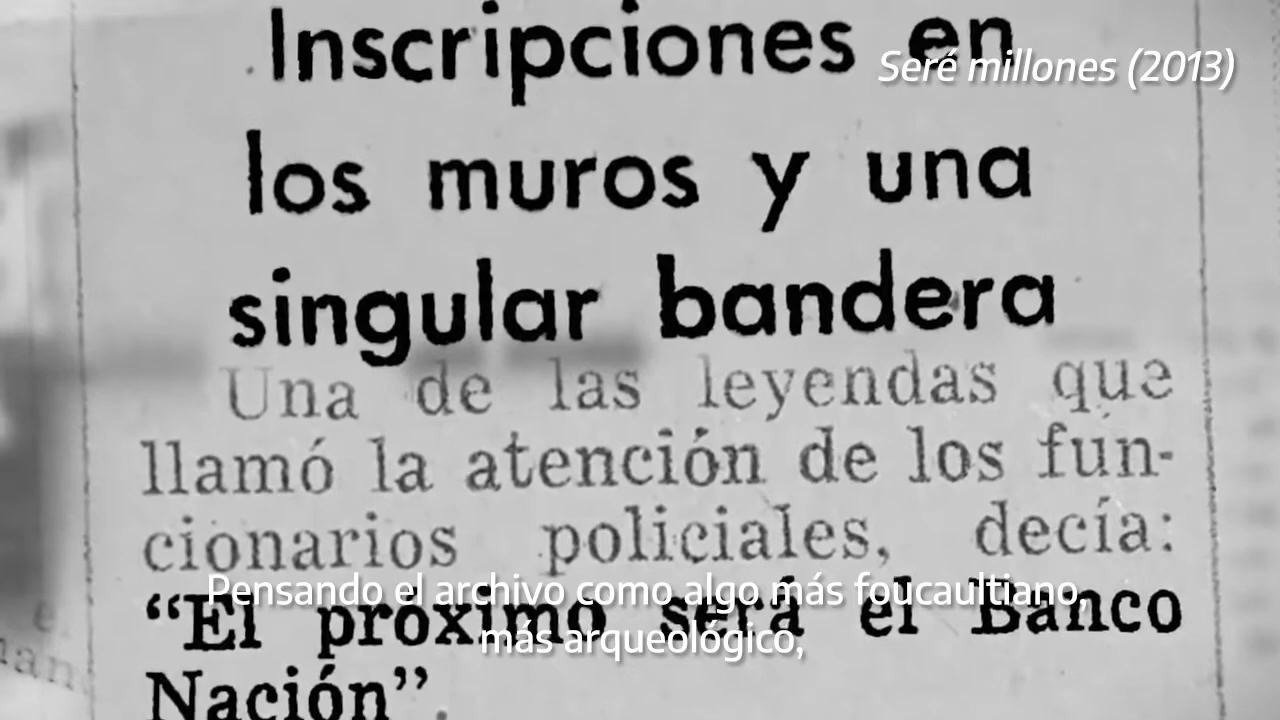 Inscripciones en
Seré millones (2013)
los muros y una
singular bandera
Una de las leyendas que
llamó la atención de los fun-
cionarios policiales, decía:
"El próximo será el Banco
Nación".
Pensando el archivo como algo más foucaultiano,
más arqueológico,